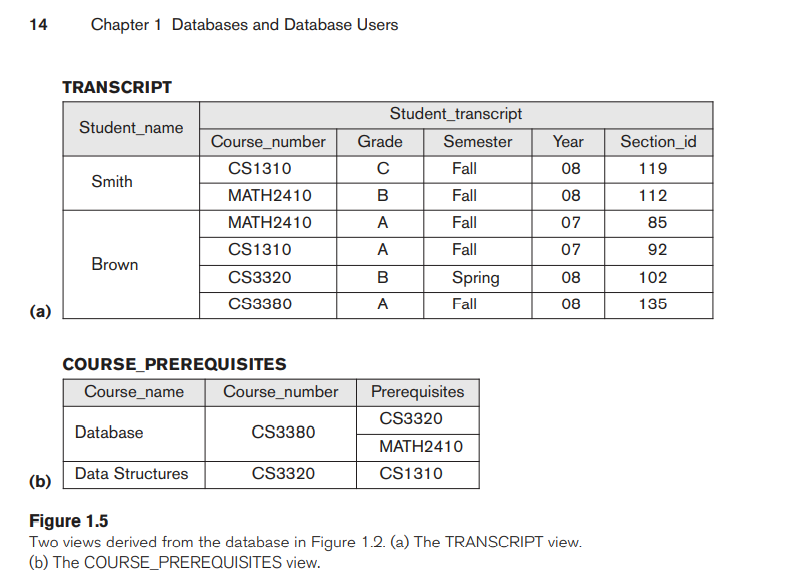 14 Chapter 1 Databases and Database Users
TRANSCRIPT
Student_name Student_transcript
Course_number Grade Semester Year Section_id
Smith CS1310 C Fall 08 119
MATH2410 B Fall 08 112
Brown MATH2410 A Fall 07 85
CS1310 A Fall 07 92
CS3320 B Spring 08 102
CS3380 A Fall 08 135
(a)
COURSE_PREREQUISITES
Course_name Course_number Prerequisites
Database CS3380 CS3320
MATH2410
Data Structures CS3320 CS1310
(b)
Figure 1.5
Two views derived from the database in Figure 1.2. (a) The TRANSCRIPT view.
(b) The COURSE_PREREQUISITES view.